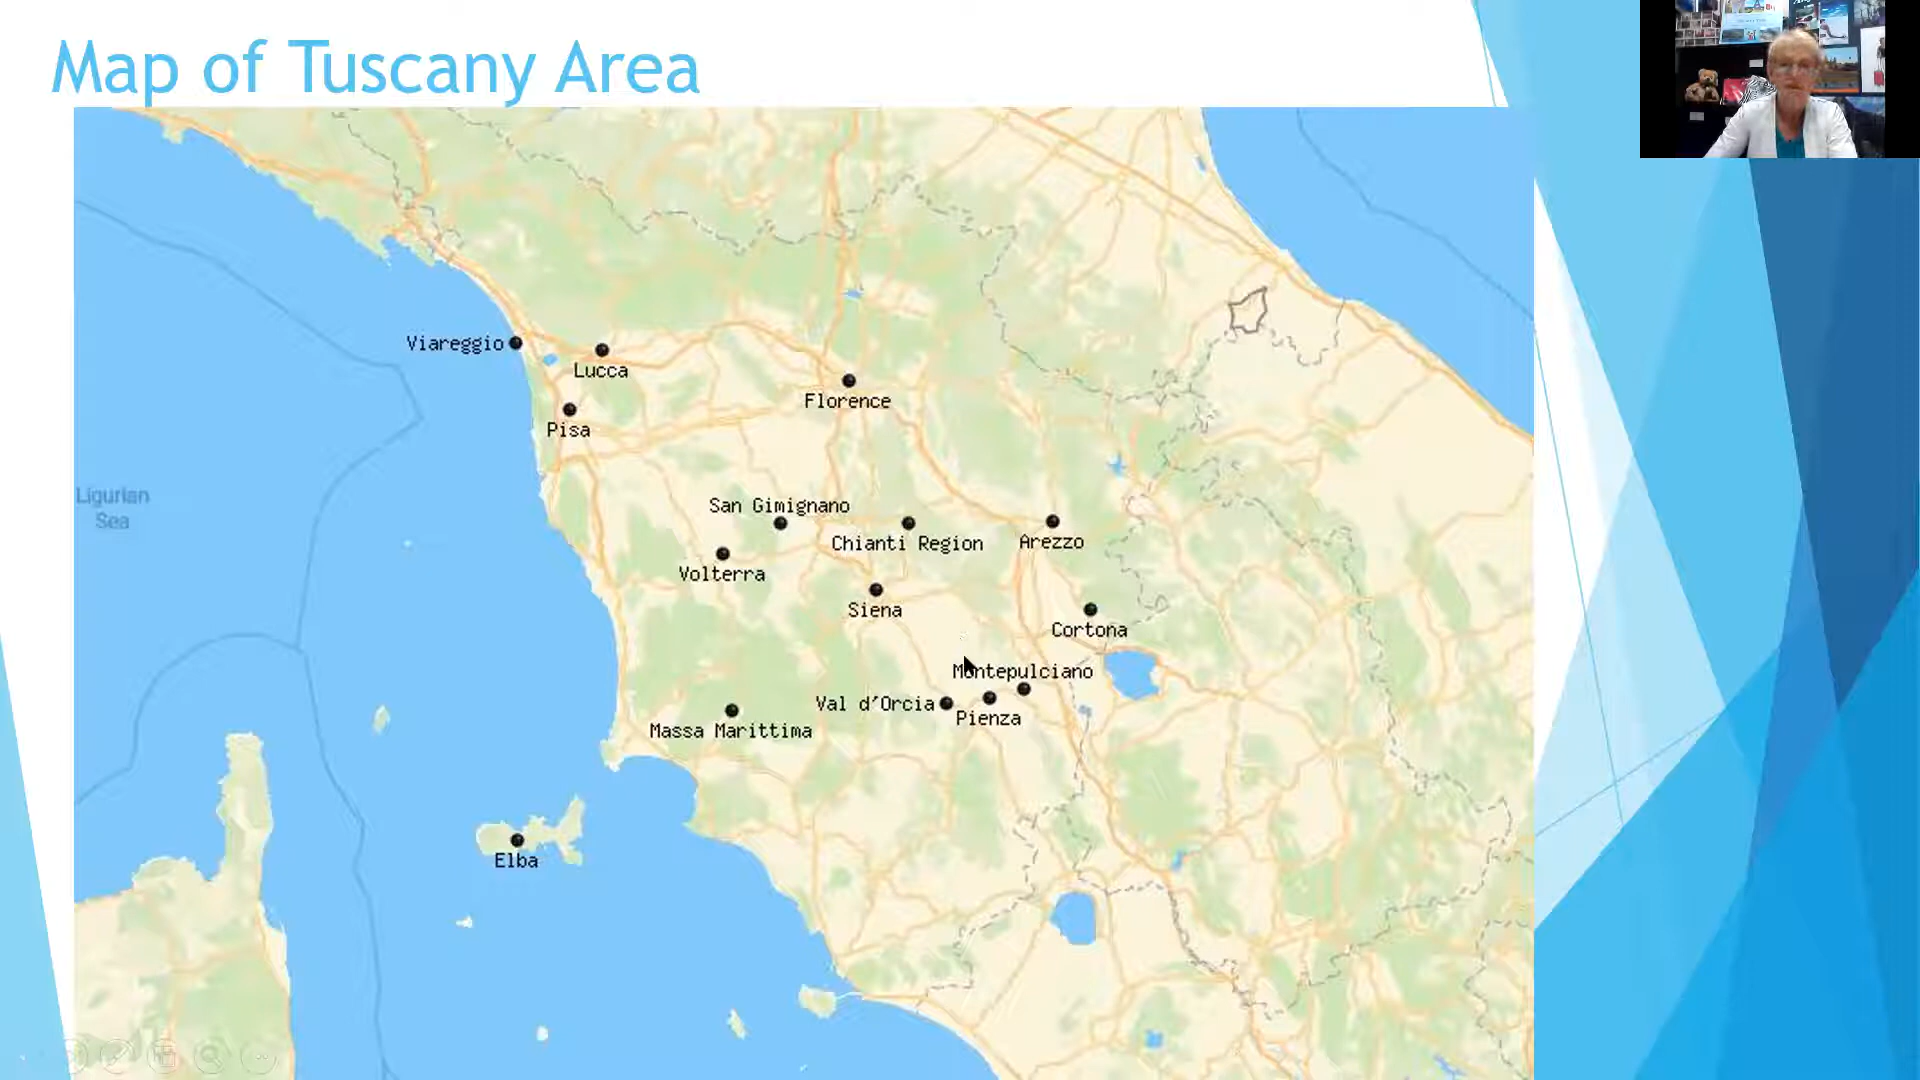 Map of Tuscany Area
Viareggio
Lucca
Florence
Pisa
Ligurian
Sea
San Gimignano
Chianti Region
Arezzo
Volterra
Siena
Cortona
Montepulciano
Val d'Orcia
Pienza
Massa Marittima
Elba